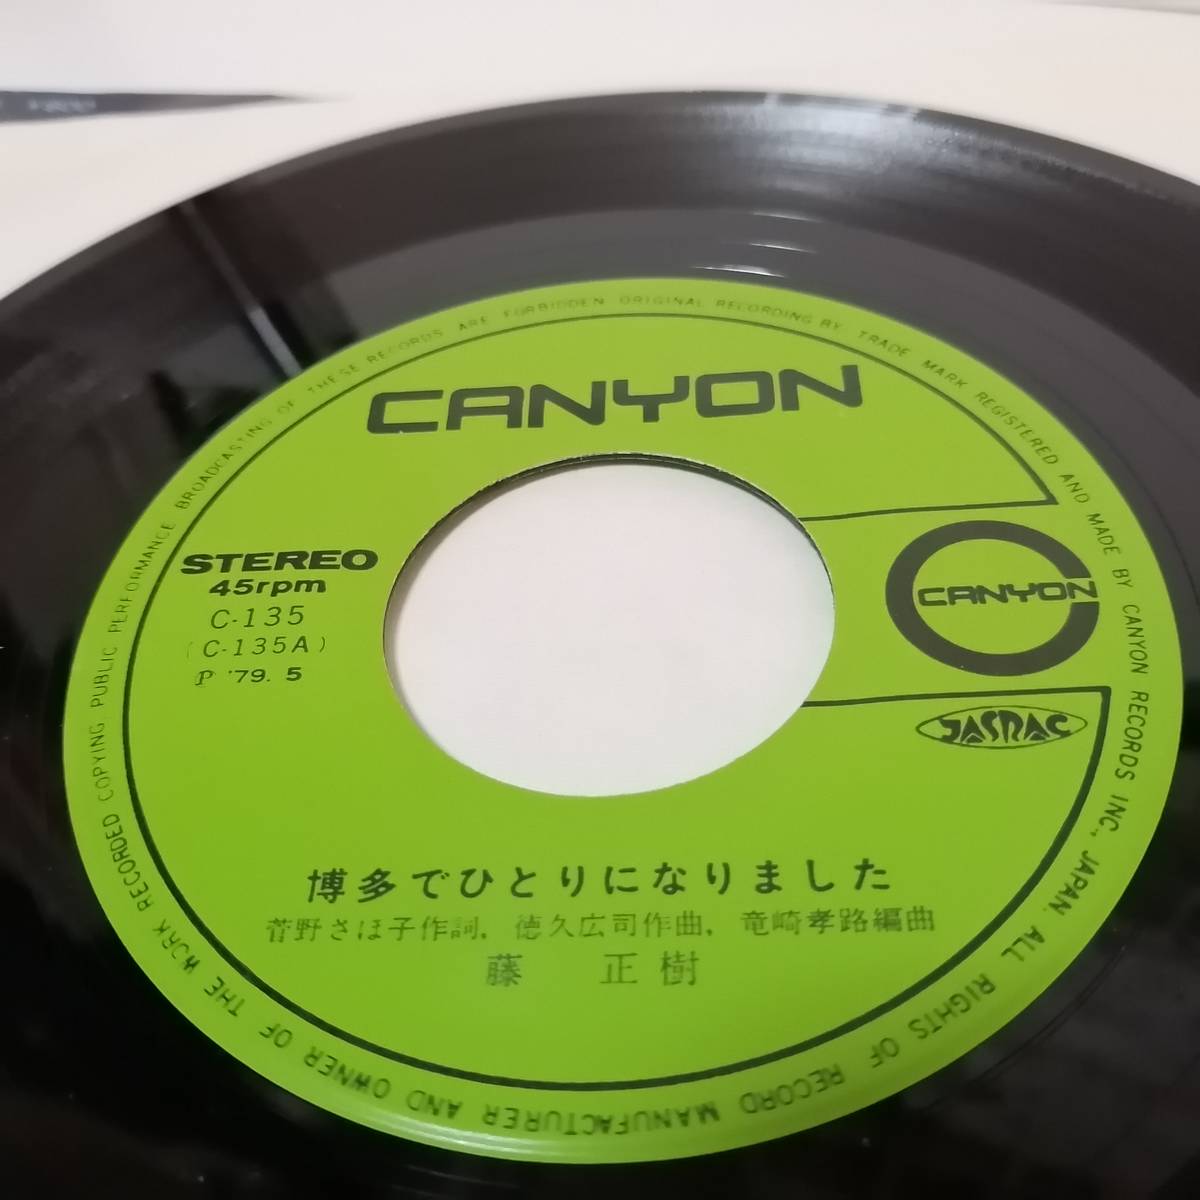 CANYON
STEREO
45rpm
C-135
(C-135A)
P '79. 5
CANYON
JASRAC
博多でひとりになりました
菅野さほ子作詞, 徳久広司作曲, 竜崎孝路編曲
藤 正樹
ORIGINAL RECORDING BY TRADE MARK REGISTERED AND MADE BY CANYON RECORDS INC., JAPAN. ALL RIGHTS OF RECORD MANUFACTURER AND OWNER OF THE WORK RECORDED COPYING PUBLIC PERFORMANCE BROADCASTING OF THESE RECORDS ARE FORBIDDEN